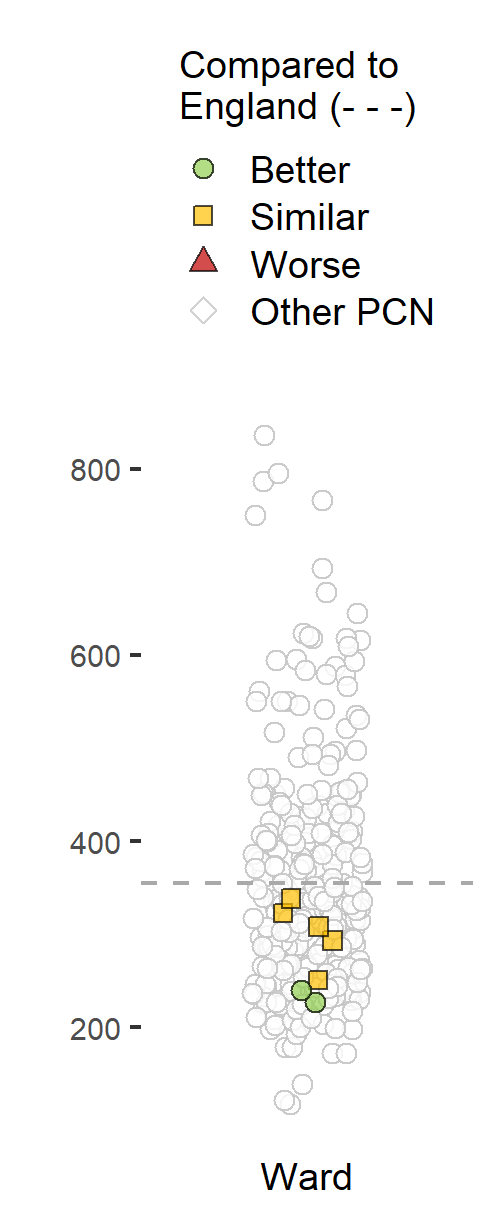 Compared to
England (- - -)
Better
Similar
Worse
Other PCN
800
600
400
200
Ward